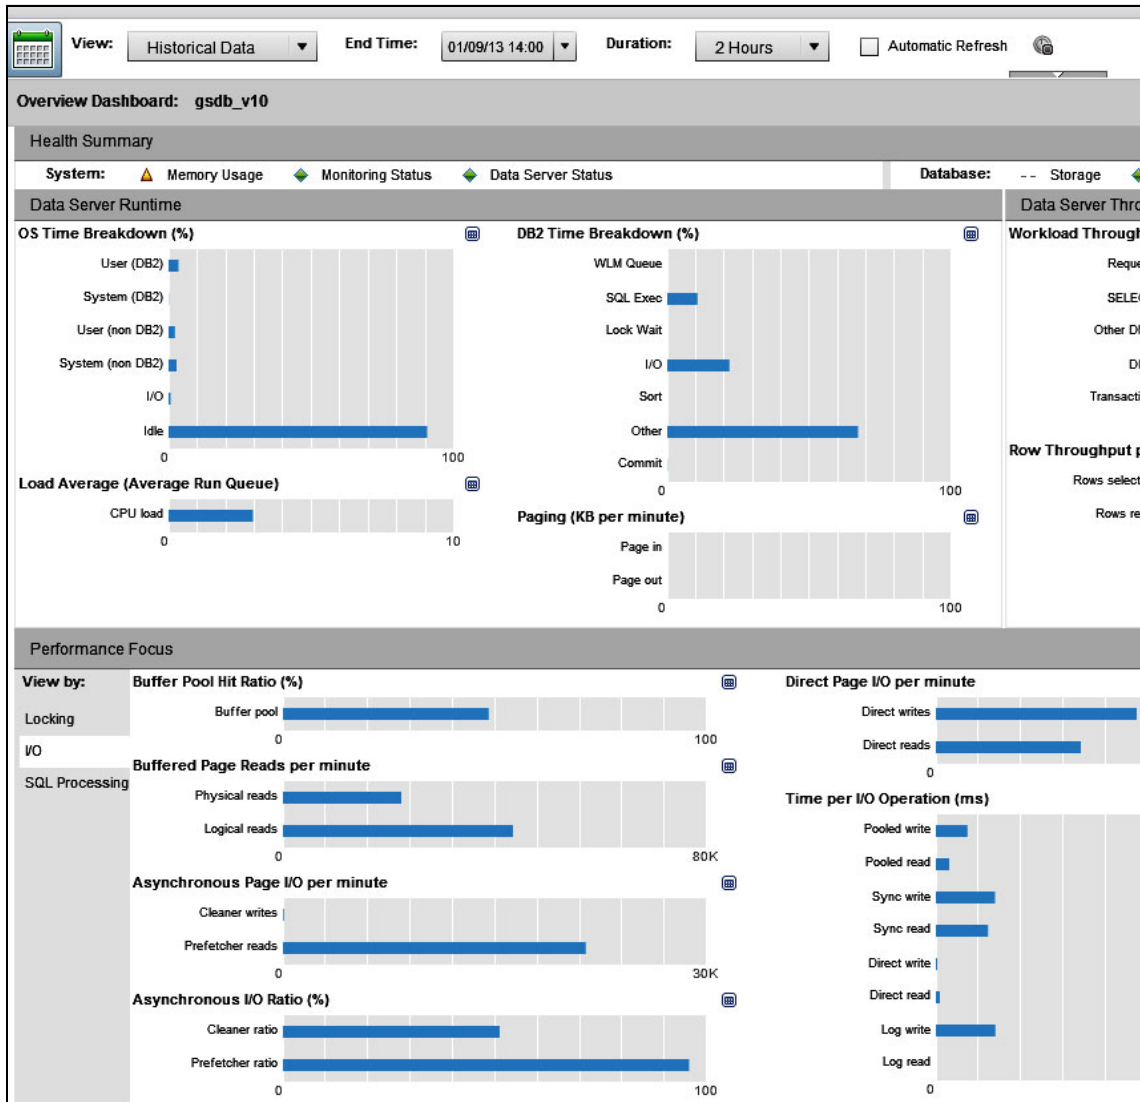 View: Historical Data End Time: 01/09/13 14:00 Duration: 2 Hours Automatic Refresh
Overview Dashboard: gsdb_v10
Health Summary
System: Memory Usage Monitoring Status Data Server Status Database: -- Storage
Data Server Runtime Data Server Thro
OS Time Breakdown (%)
User (DB2)
System (DB2)
User (non DB2)
System (non DB2)
I/O
Idle
0 100
Load Average (Average Run Queue)
CPU load
0 10
DB2 Time Breakdown (%)
WLM Queue
SQL Exec
Lock Wait
I/O
Sort
Other
Commit
0 100
Paging (KB per minute)
Page in
Page out
0 100
Workload Through
Reque
SELEC
Other D
D
Transacti
Row Throughput p
Rows select
Rows re
Performance Focus
View by:
Locking
I/O
SQL Processing
Buffer Pool Hit Ratio (%)
Buffer pool
0 100
Buffered Page Reads per minute
Physical reads
Logical reads
0 80K
Asynchronous Page I/O per minute
Cleaner writes
Prefetcher reads
0 30K
Asynchronous I/O Ratio (%)
Cleaner ratio
Prefetcher ratio
0 100
Direct Page I/O per minute
Direct writes
Direct reads
0
Time per I/O Operation (ms)
Pooled write
Pooled read
Sync write
Sync read
Direct write
Direct read
Log write
Log read
0